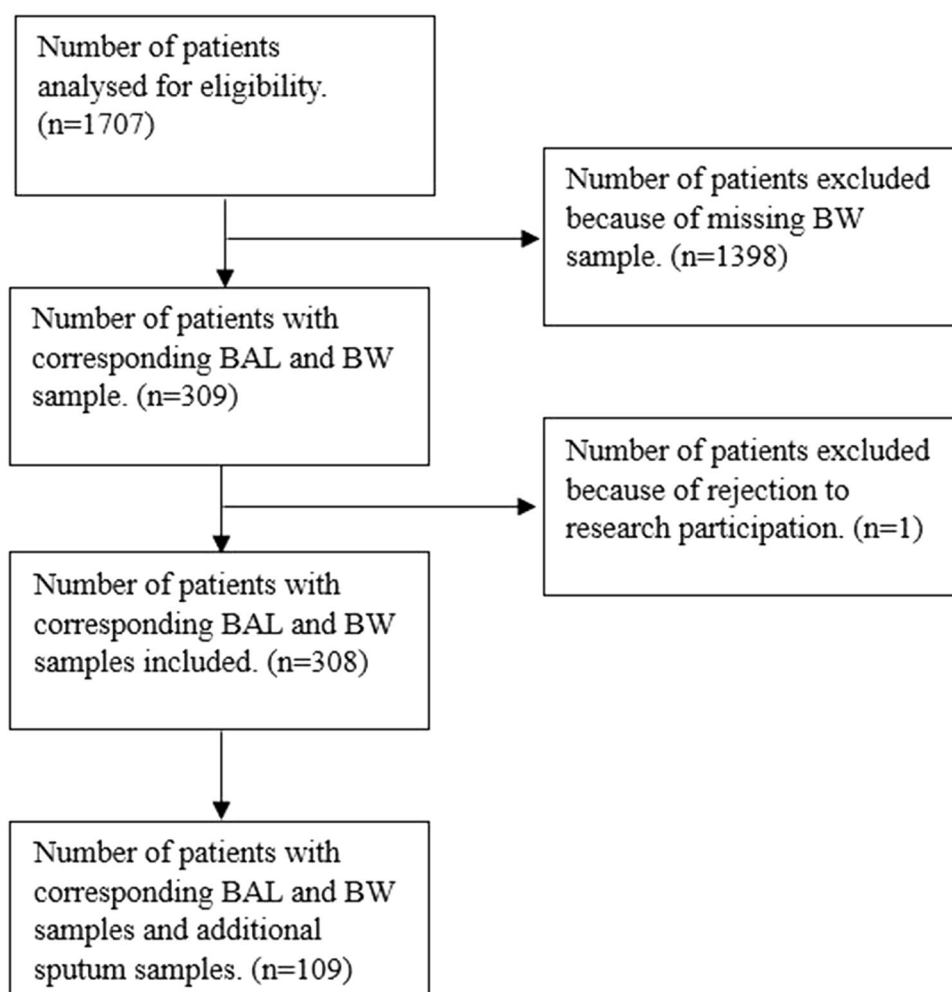 Number of patients
analysed for eligibility.
(n=1707)
Number of patients excluded
because of missing BW
sample. (n=1398)
Number of patients with
corresponding BAL and BW
sample. (n=309)
Number of patients excluded
because of rejection to
research participation. (n=1)
Number of patients with
corresponding BAL and BW
samples included. (n=308)
Number of patients with
corresponding BAL and BW
samples and additional
sputum samples. (n=109)